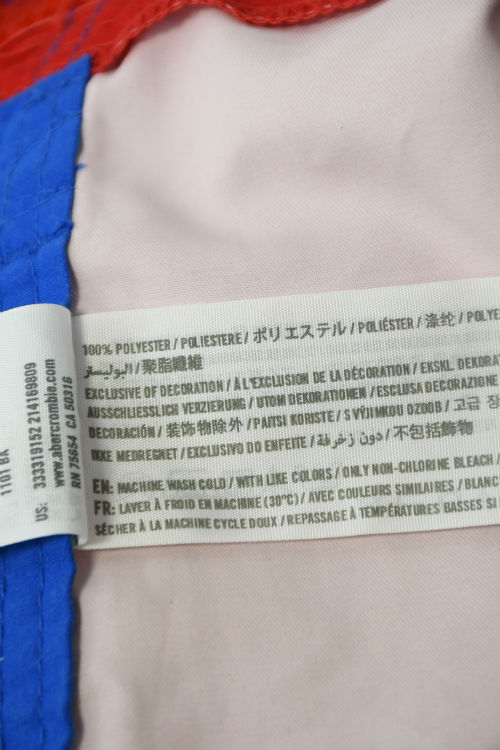 100% POLYESTER / POLIESTERE / ポリエステル / POLIÉSTER / 涤纶 / POLYE
البوليستر / 聚脂纖維
EXCLUSIVE OF DECORATION / À L'EXCLUSION DE LA DÉCORATION / EKSKL. DEKORA
AUSSCHLIESSLICH VERZIERUNG / UTOM DEKORATIONEN / ESCLUSA DECORAZIONE
DECORACIÓN / 装饰物除外 / PAITSI KORISTE / S VÝJIMKOU OZDOB / 고급 장
IKKE MEDREGNET / EXCLUSIVO DO ENFEITE / دون زخرفة / 不包括飾物
EN: MACHINE WASH COLD / WITH LIKE COLORS / ONLY NON-CHLORINE BLEACH /
FR: LAVER À FROID EN MACHINE (30°C) / AVEC COULEURS SIMILAIRES / BLANC
SÉCHER À LA MACHINE CYCLE DOUX / REPASSAGE À TEMPÉRATURES BASSES SI
1101 BA
US: 333319152 214169809
www.abercrombie.com
RN 75654 CA 50316